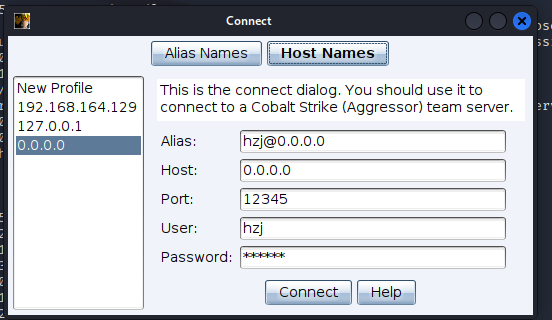 Connect
Alias Names
Host Names
New Profile
192.168.164.129
127.0.0.1
0.0.0.0
This is the connect dialog. You should use it to
connect to a Cobalt Strike (Aggressor) team server.
Alias: hzj@0.0.0.0
Host: 0.0.0.0
Port: 12345
User: hzj
Password: ******
Connect
Help